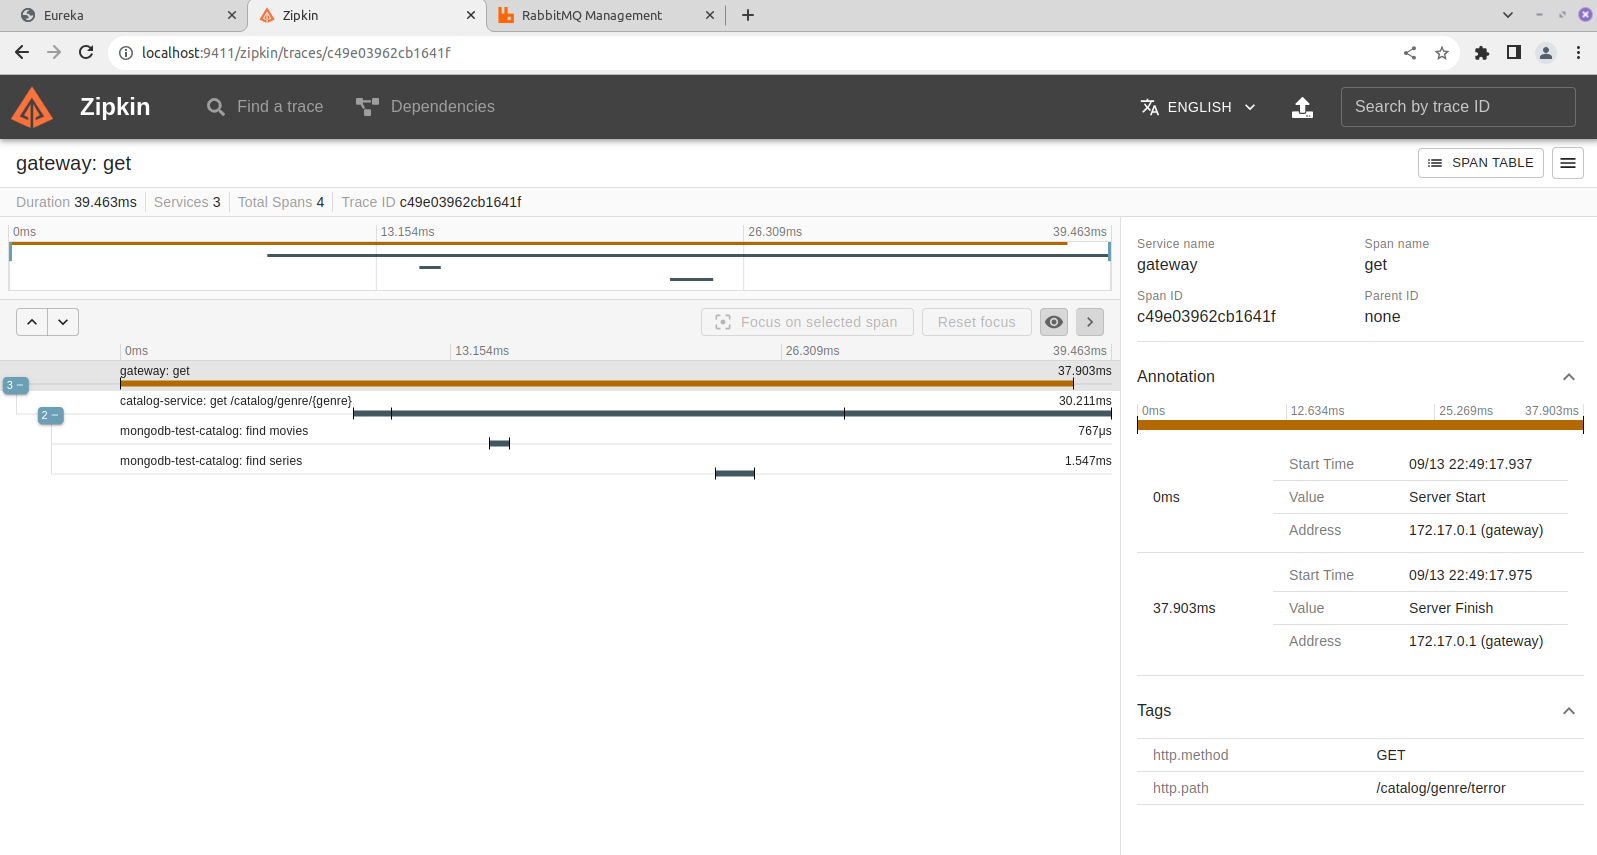 Eureka
Zipkin
RabbitMQ Management
localhost:9411/zipkin/traces/c49e03962cb1641f
Zipkin
Find a trace
Dependencies
ENGLISH
Search by trace ID
gateway: get
SPAN TABLE
Duration 39.463ms
Services 3
Total Spans 4
Trace ID c49e03962cb1641f
0ms
13.154ms
26.309ms
39.463ms
Focus on selected span
Reset focus
0ms
13.154ms
26.309ms
39.463ms
gateway: get
37.903ms
3 −
catalog-service: get /catalog/genre/{genre}
30.211ms
2 −
mongodb-test-catalog: find movies
767μs
mongodb-test-catalog: find series
1.547ms
Service name
Span name
gateway
get
Span ID
Parent ID
c49e03962cb1641f
none
Annotation
0ms
12.634ms
25.269ms
37.903ms
0ms
Start Time
09/13 22:49:17.937
Value
Server Start
Address
172.17.0.1 (gateway)
37.903ms
Start Time
09/13 22:49:17.975
Value
Server Finish
Address
172.17.0.1 (gateway)
Tags
http.method
GET
http.path
/catalog/genre/terror